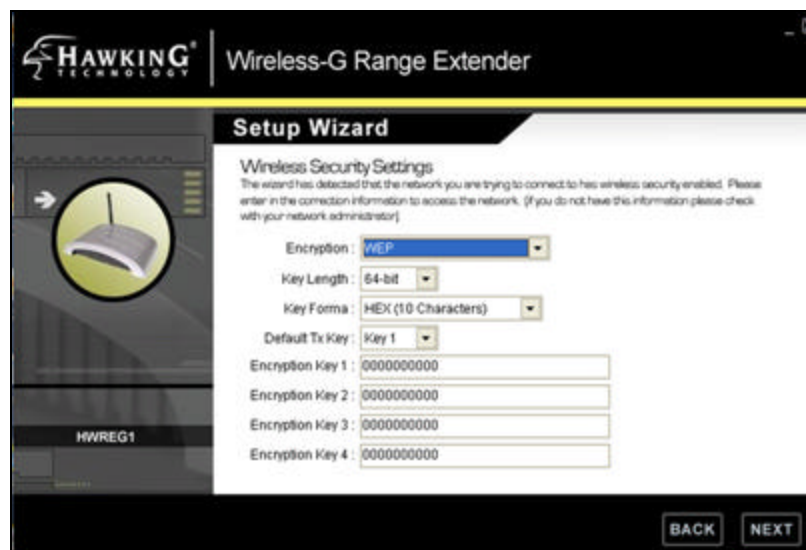 HAWKING®
TECHNOLOGY
Wireless-G Range Extender
Setup Wizard
Wireless Security Settings
The wizard has detected that the network you are trying to connect to has wireless security enabled. Please
enter in the connection information to access the network. (if you do not have this information please check
with your network administrator)
Encryption : WEP
Key Length : 64-bit
Key Forma : HEX (10 Characters)
Default Tx Key : Key 1
Encryption Key 1 : 0000000000
Encryption Key 2 : 0000000000
Encryption Key 3 : 0000000000
Encryption Key 4 : 0000000000
HWREG1
BACK
NEXT